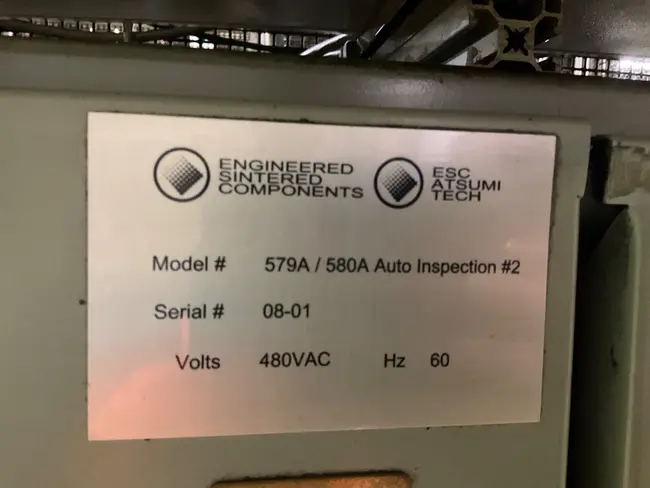 ENGINEERED
SINTERED
COMPONENTS
ESC
ATSUMI
TECH
Model # 579A / 580A Auto Inspection #2
Serial # 08-01
Volts 480VAC Hz 60